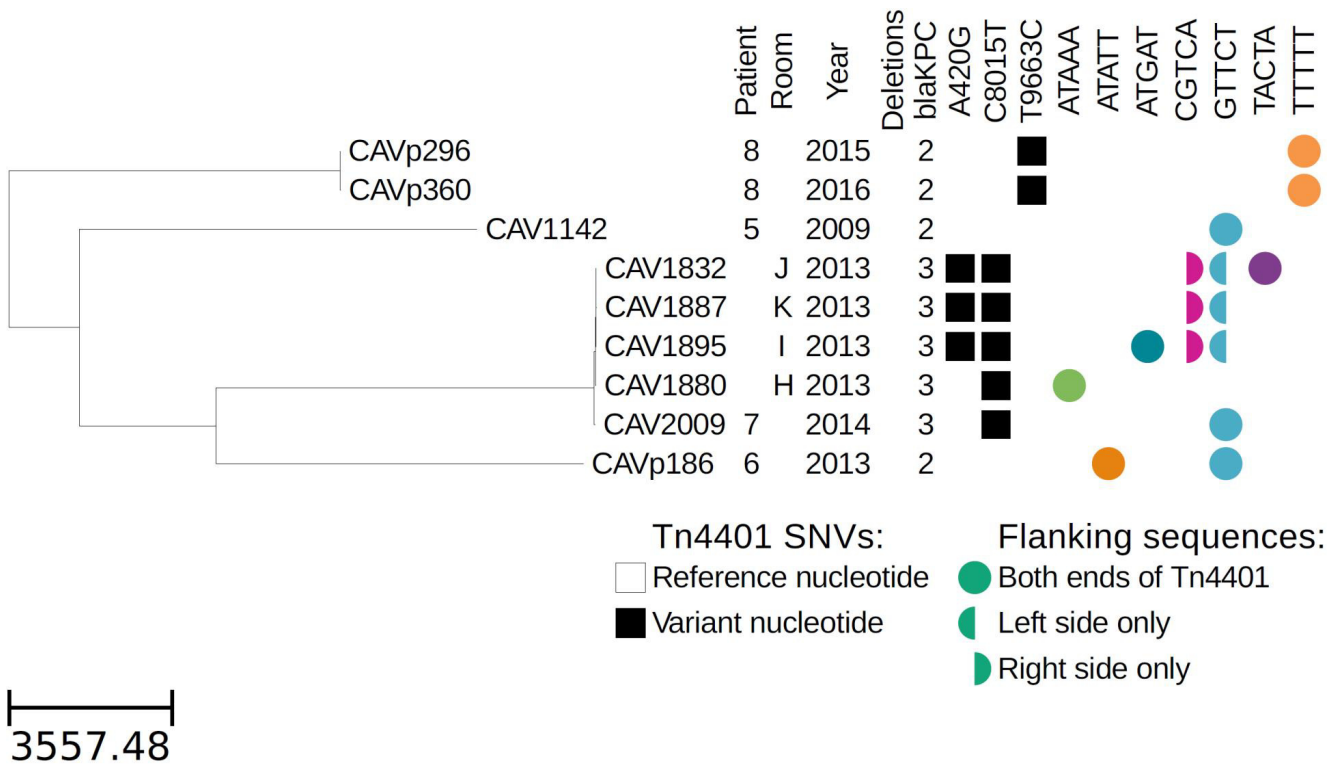 Patient Room Year Deletions blaKPC A420G C8015T T9663C ATAAA ATATT ATGAT CGTCA GTTCT TACTA TTTTT
CAVp296 8 2015 2
CAVp360 8 2016 2
CAV1142 5 2009 2
CAV1832 J 2013 3
CAV1887 K 2013 3
CAV1895 I 2013 3
CAV1880 H 2013 3
CAV2009 7 2014 3
CAVp186 6 2013 2
Tn4401 SNVs: Flanking sequences:
Reference nucleotide Both ends of Tn4401
Variant nucleotide Left side only
Right side only
3557.48